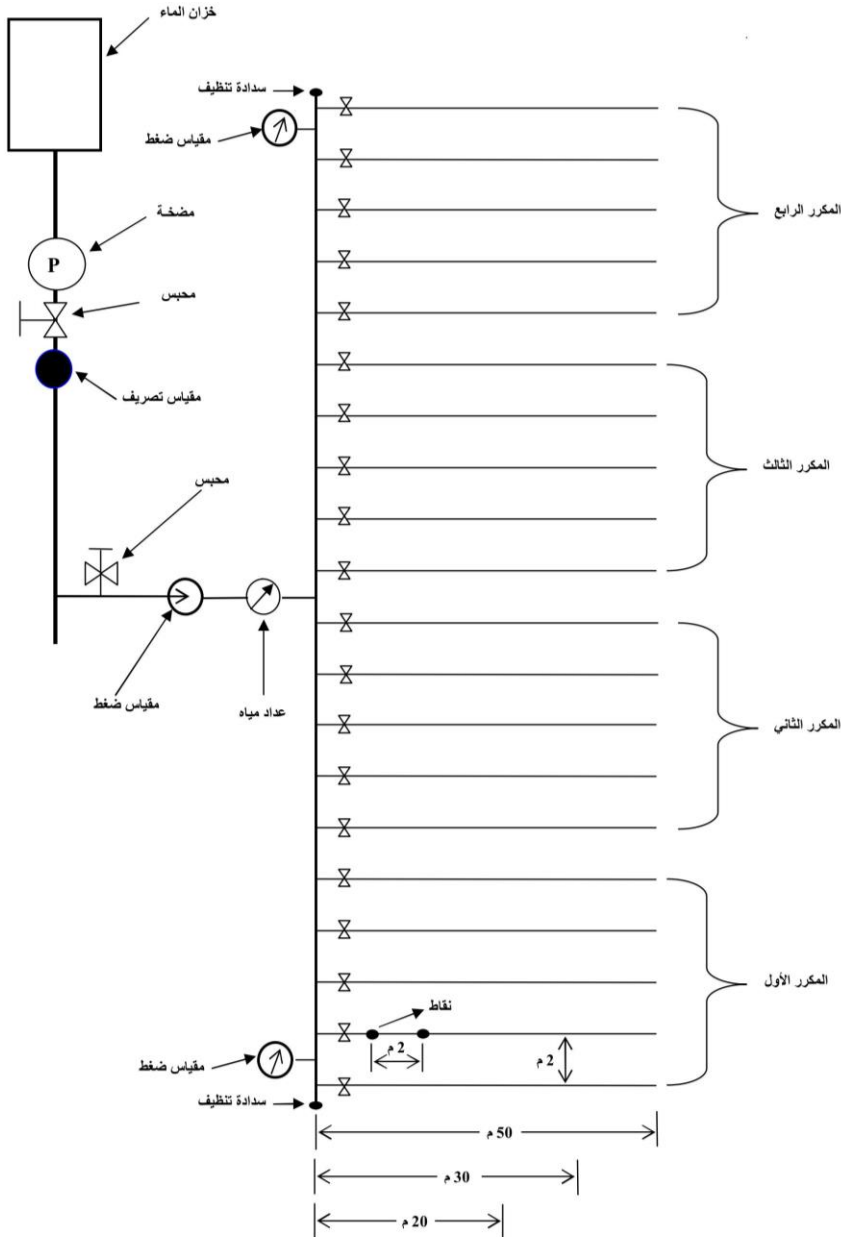 خزان الماء
سدادة تنظيف
مقياس ضغط
المكرر الرابع
مضخة
P
محبس
مقياس تصريف
المكرر الثالث
محبس
مقياس ضغط
عداد مياه
المكرر الثاني
المكرر الأول
نقاط
2 م
2 م
مقياس ضغط
سدادة تنظيف
50 م
30 م
20 م